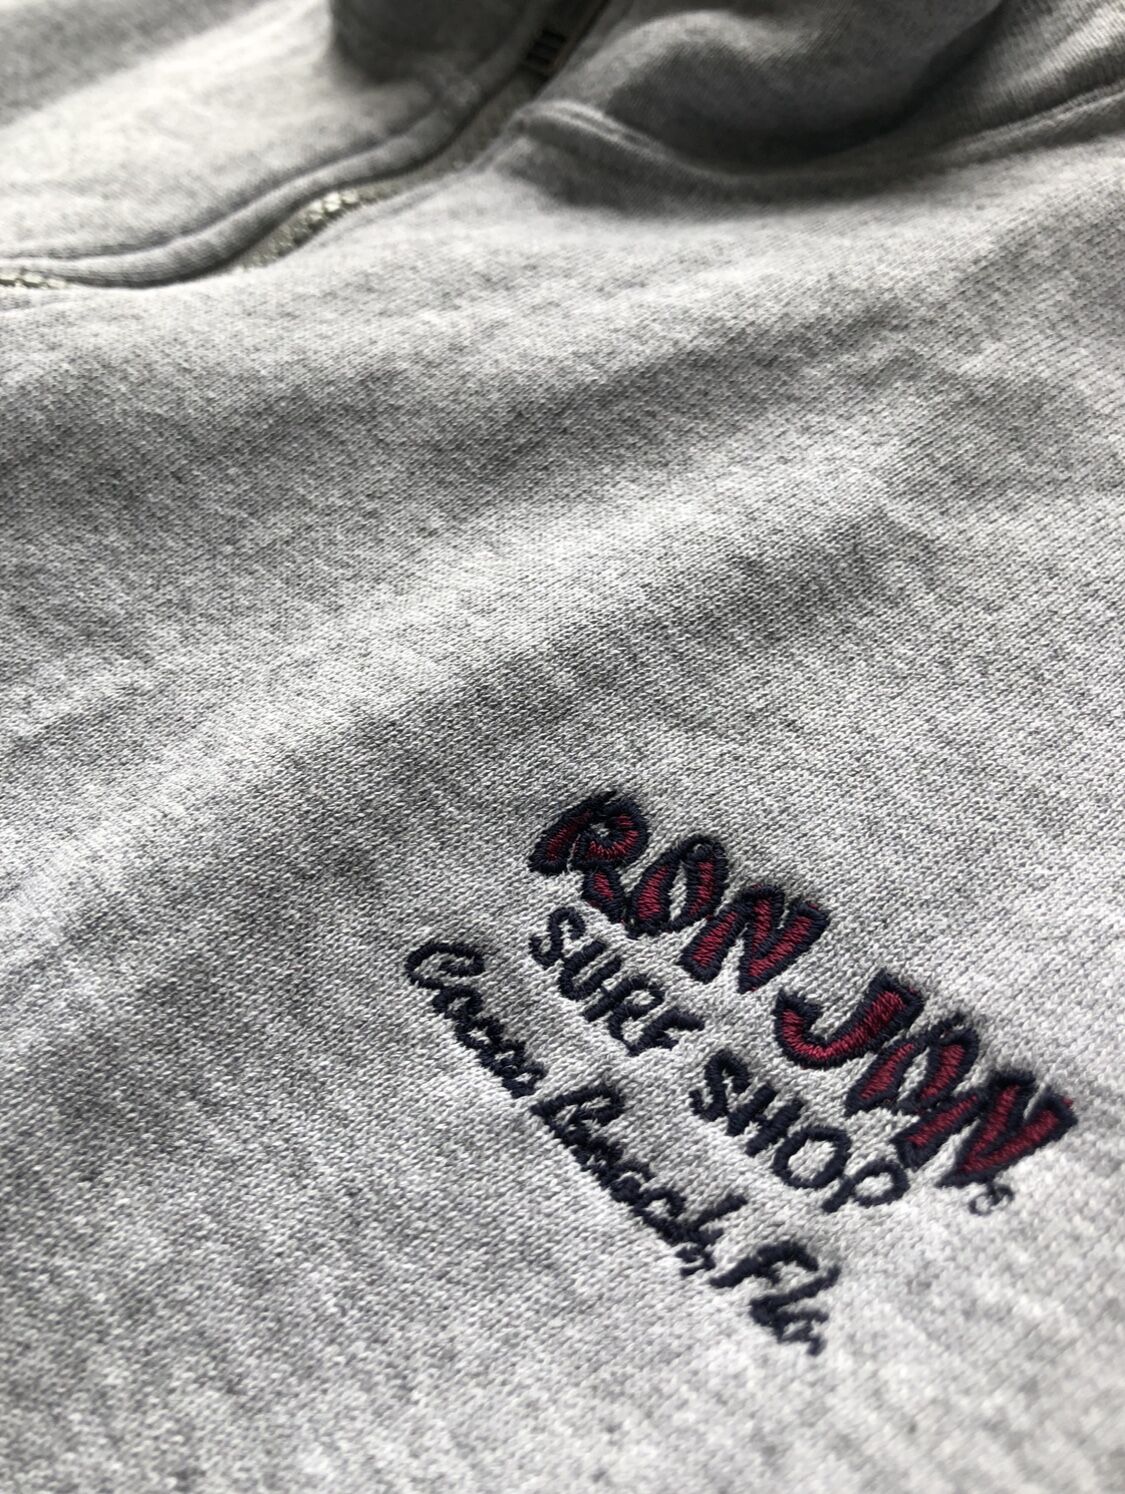 RON JON®
SURF SHOP
Cocoa Beach, Fla.